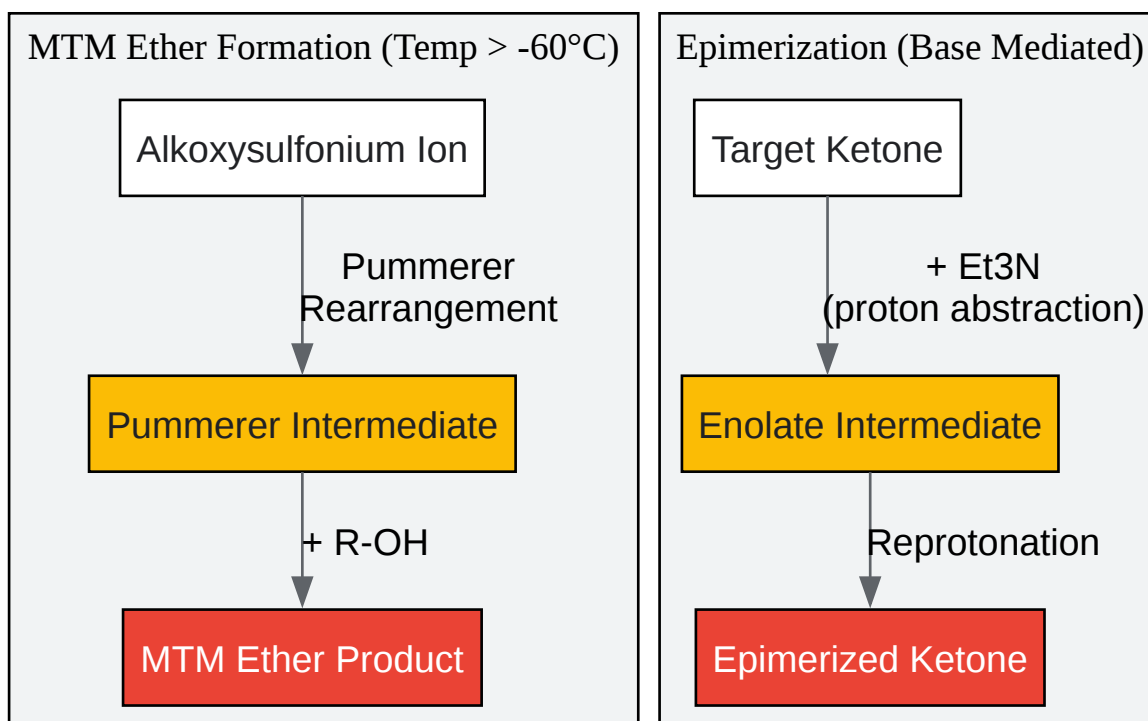 MTM Ether Formation (Temp > -60°C)
Alkoxysulfonium Ion
Pummerer
Rearrangement
Pummerer Intermediate
+ R-OH
MTM Ether Product
Epimerization (Base Mediated)
Target Ketone
+ Et3N
(proton abstraction)
Enolate Intermediate
Reprotonation
Epimerized Ketone